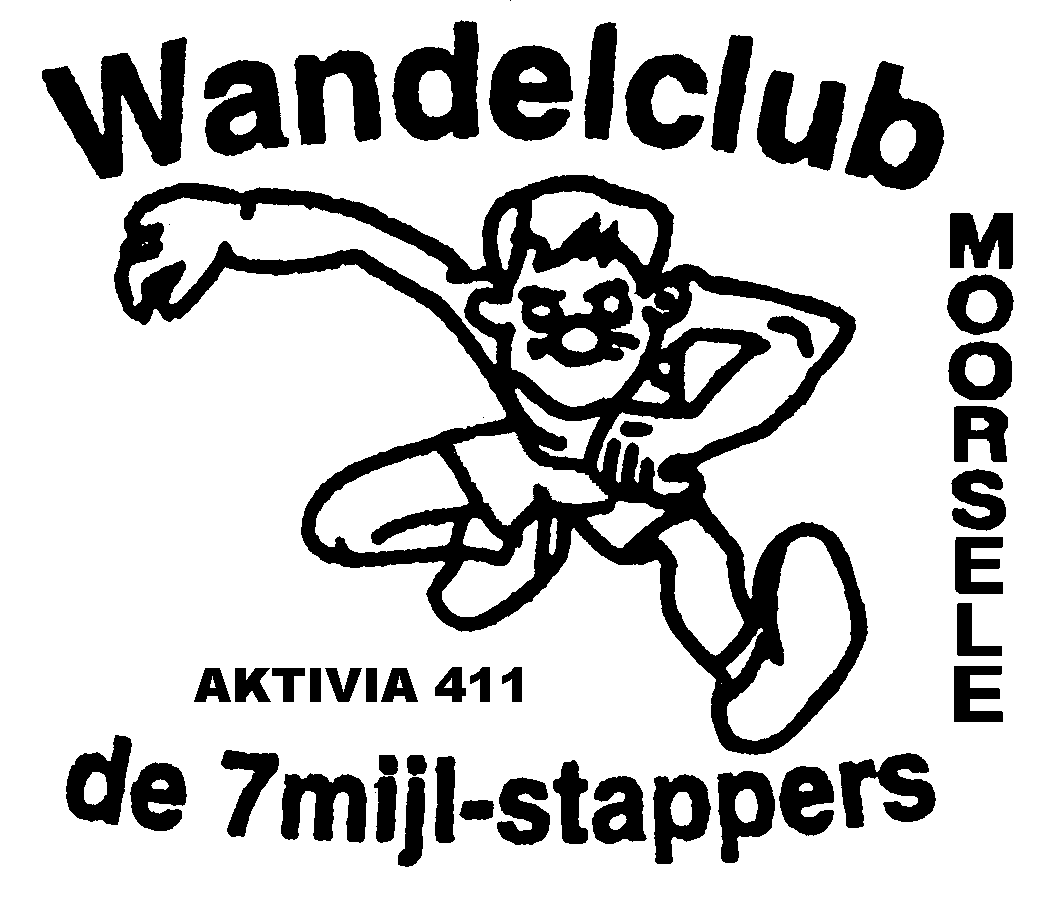 Wandelclub
MOORSELE
AKTIVIA 411
de 7mijl-stappers